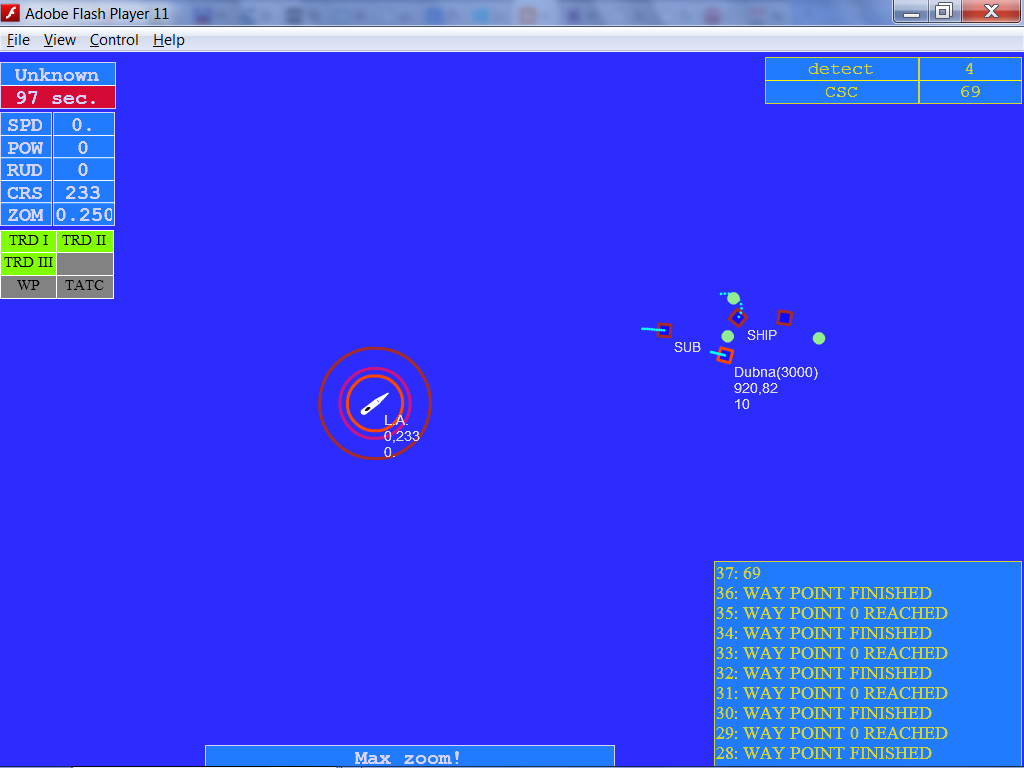 Adobe Flash Player 11
File View Control Help
Unknown
97 sec.
SPD 0.
POW 0
RUD 0
CRS 233
ZOM 0.250
TRD I TRD II
TRD III
WP TATC
detect 4
CSC 69
SHIP
SUB
Dubna(3000)
920,82
10
L.A.
0,233
0.
37: 69
36: WAY POINT FINISHED
35: WAY POINT 0 REACHED
34: WAY POINT FINISHED
33: WAY POINT 0 REACHED
32: WAY POINT FINISHED
31: WAY POINT 0 REACHED
30: WAY POINT FINISHED
29: WAY POINT 0 REACHED
28: WAY POINT FINISHED
Max zoom!